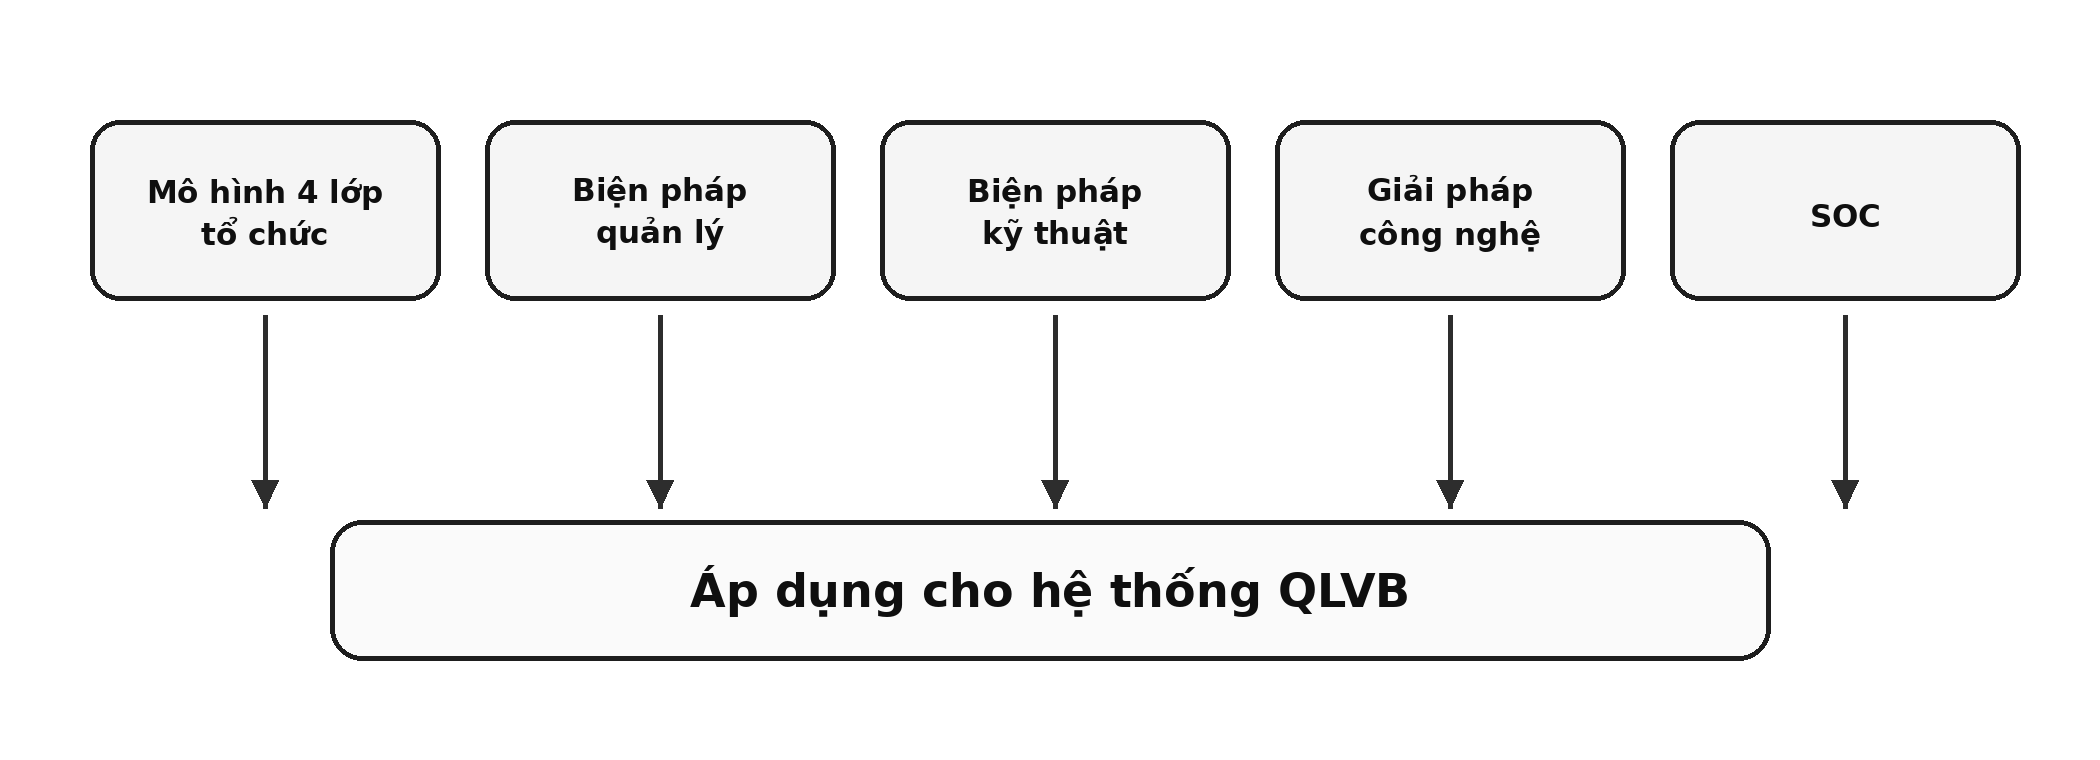 Mô hình 4 lớp
tổ chức
Biện pháp
quản lý
Biện pháp
kỹ thuật
Giải pháp
công nghệ
SOC
Áp dụng cho hệ thống QLVB